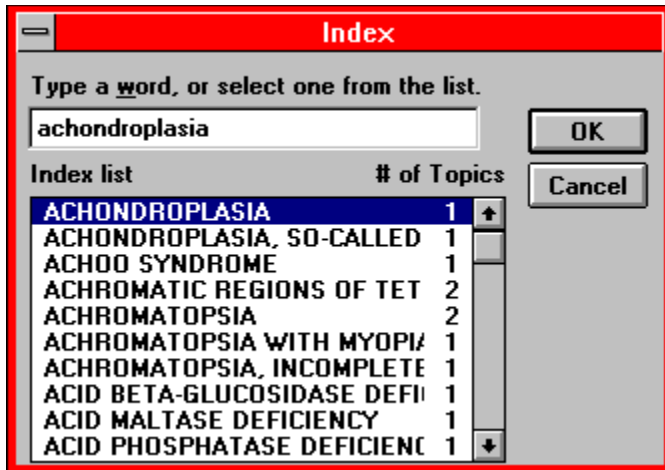 Index
Type a word, or select one from the list.
achondroplasia
OK
Index list # of Topics
Cancel
ACHONDROPLASIA 1
ACHONDROPLASIA, SO-CALLED 1
ACHOO SYNDROME 1
ACHROMATIC REGIONS OF TET 2
ACHROMATOPSIA 2
ACHROMATOPSIA WITH MYOPIA 1
ACHROMATOPSIA, INCOMPLETE 1
ACID BETA-GLUCOSIDASE DEFI 1
ACID MALTASE DEFICIENCY 1
ACID PHOSPHATASE DEFICIENC 1